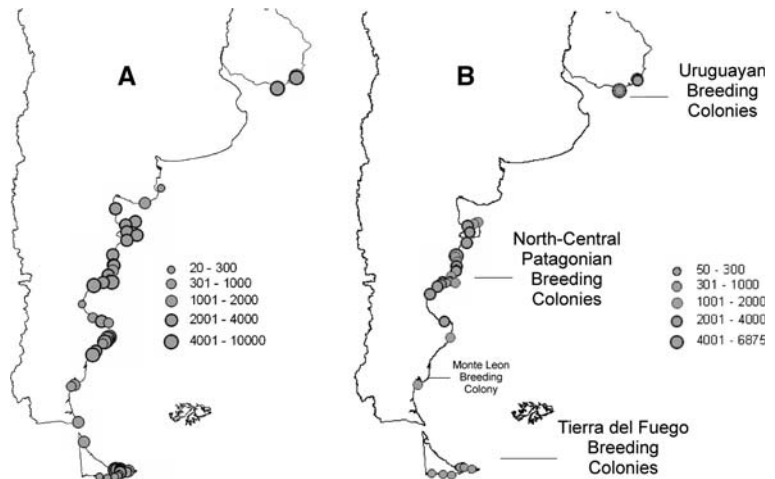 A
20 - 300
301 - 1000
1001 - 2000
2001 - 4000
4001 - 10000
B
Uruguayan
Breeding
Colonies
North-Central
Patagonian
Breeding
Colonies
50 - 300
301 - 1000
1001 - 2000
2001 - 4000
4001 - 6875
Monte Leon
Breeding
Colony
Tierra del Fuego
Breeding
Colonies